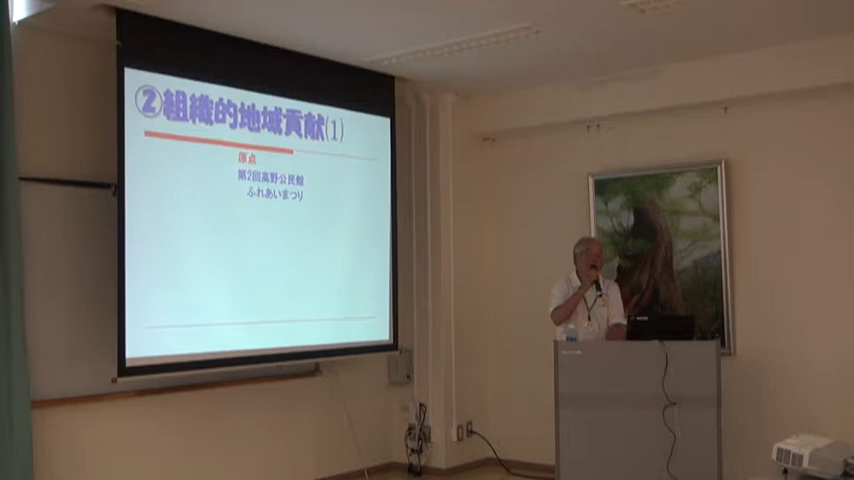 ②組織的地域貢献(1)
原点
第2回高野公民館
ふれあいまつり